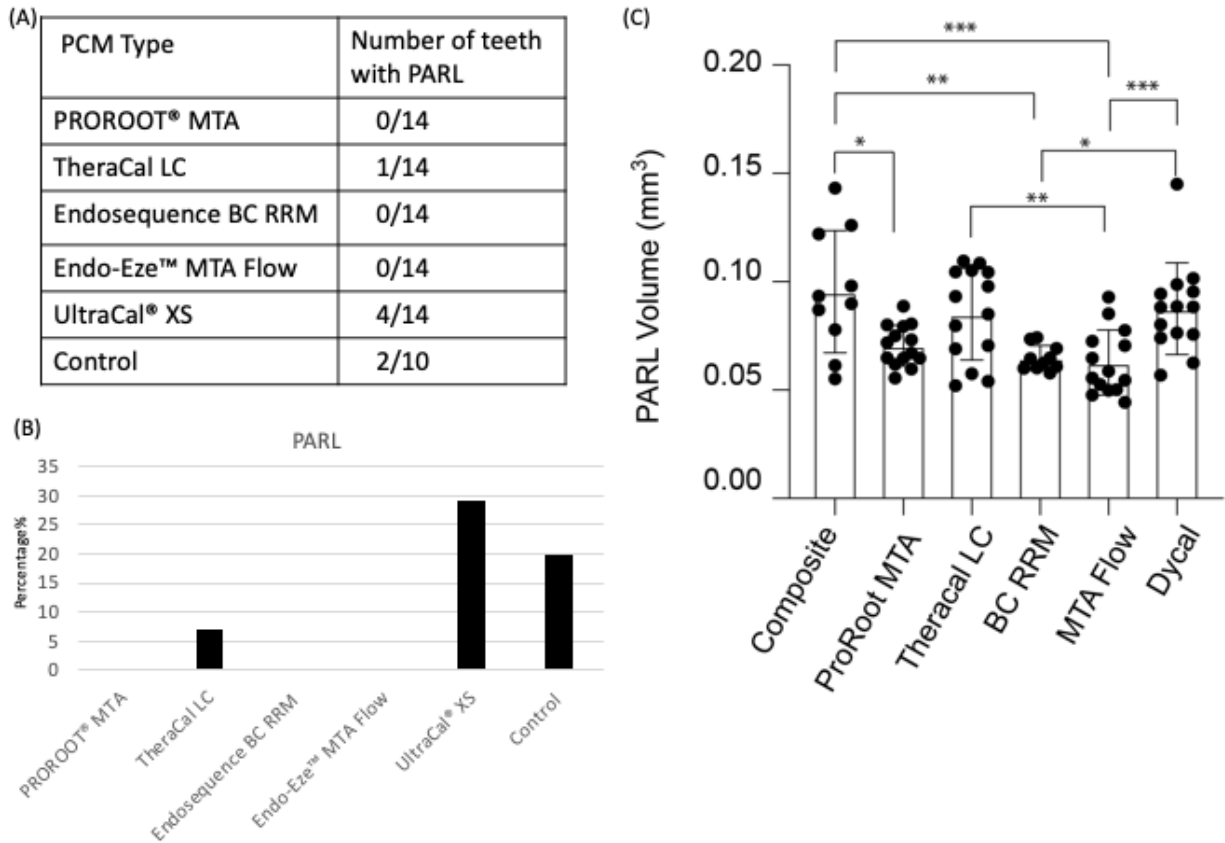 (A)
PCM Type Number of teeth
with PARL
PROROOT® MTA 0/14
TheraCal LC 1/14
Endosequence BC RRM 0/14
Endo-Eze™ MTA Flow 0/14
UltraCal® XS 4/14
Control 2/10
(B)
PARL
Percentage%
35
30
25
20
15
10
5
0
PROROOT® MTA
TheraCal LC
Endosequence BC RRM
Endo-Eze™ MTA Flow
UltraCal® XS
Control
(C)
PARL Volume (mm³)
0.20
0.15
0.10
0.05
0.00
***
**
***
*
*
**
Composite
ProRoot MTA
Theracal LC
BC RRM
MTA Flow
Dycal